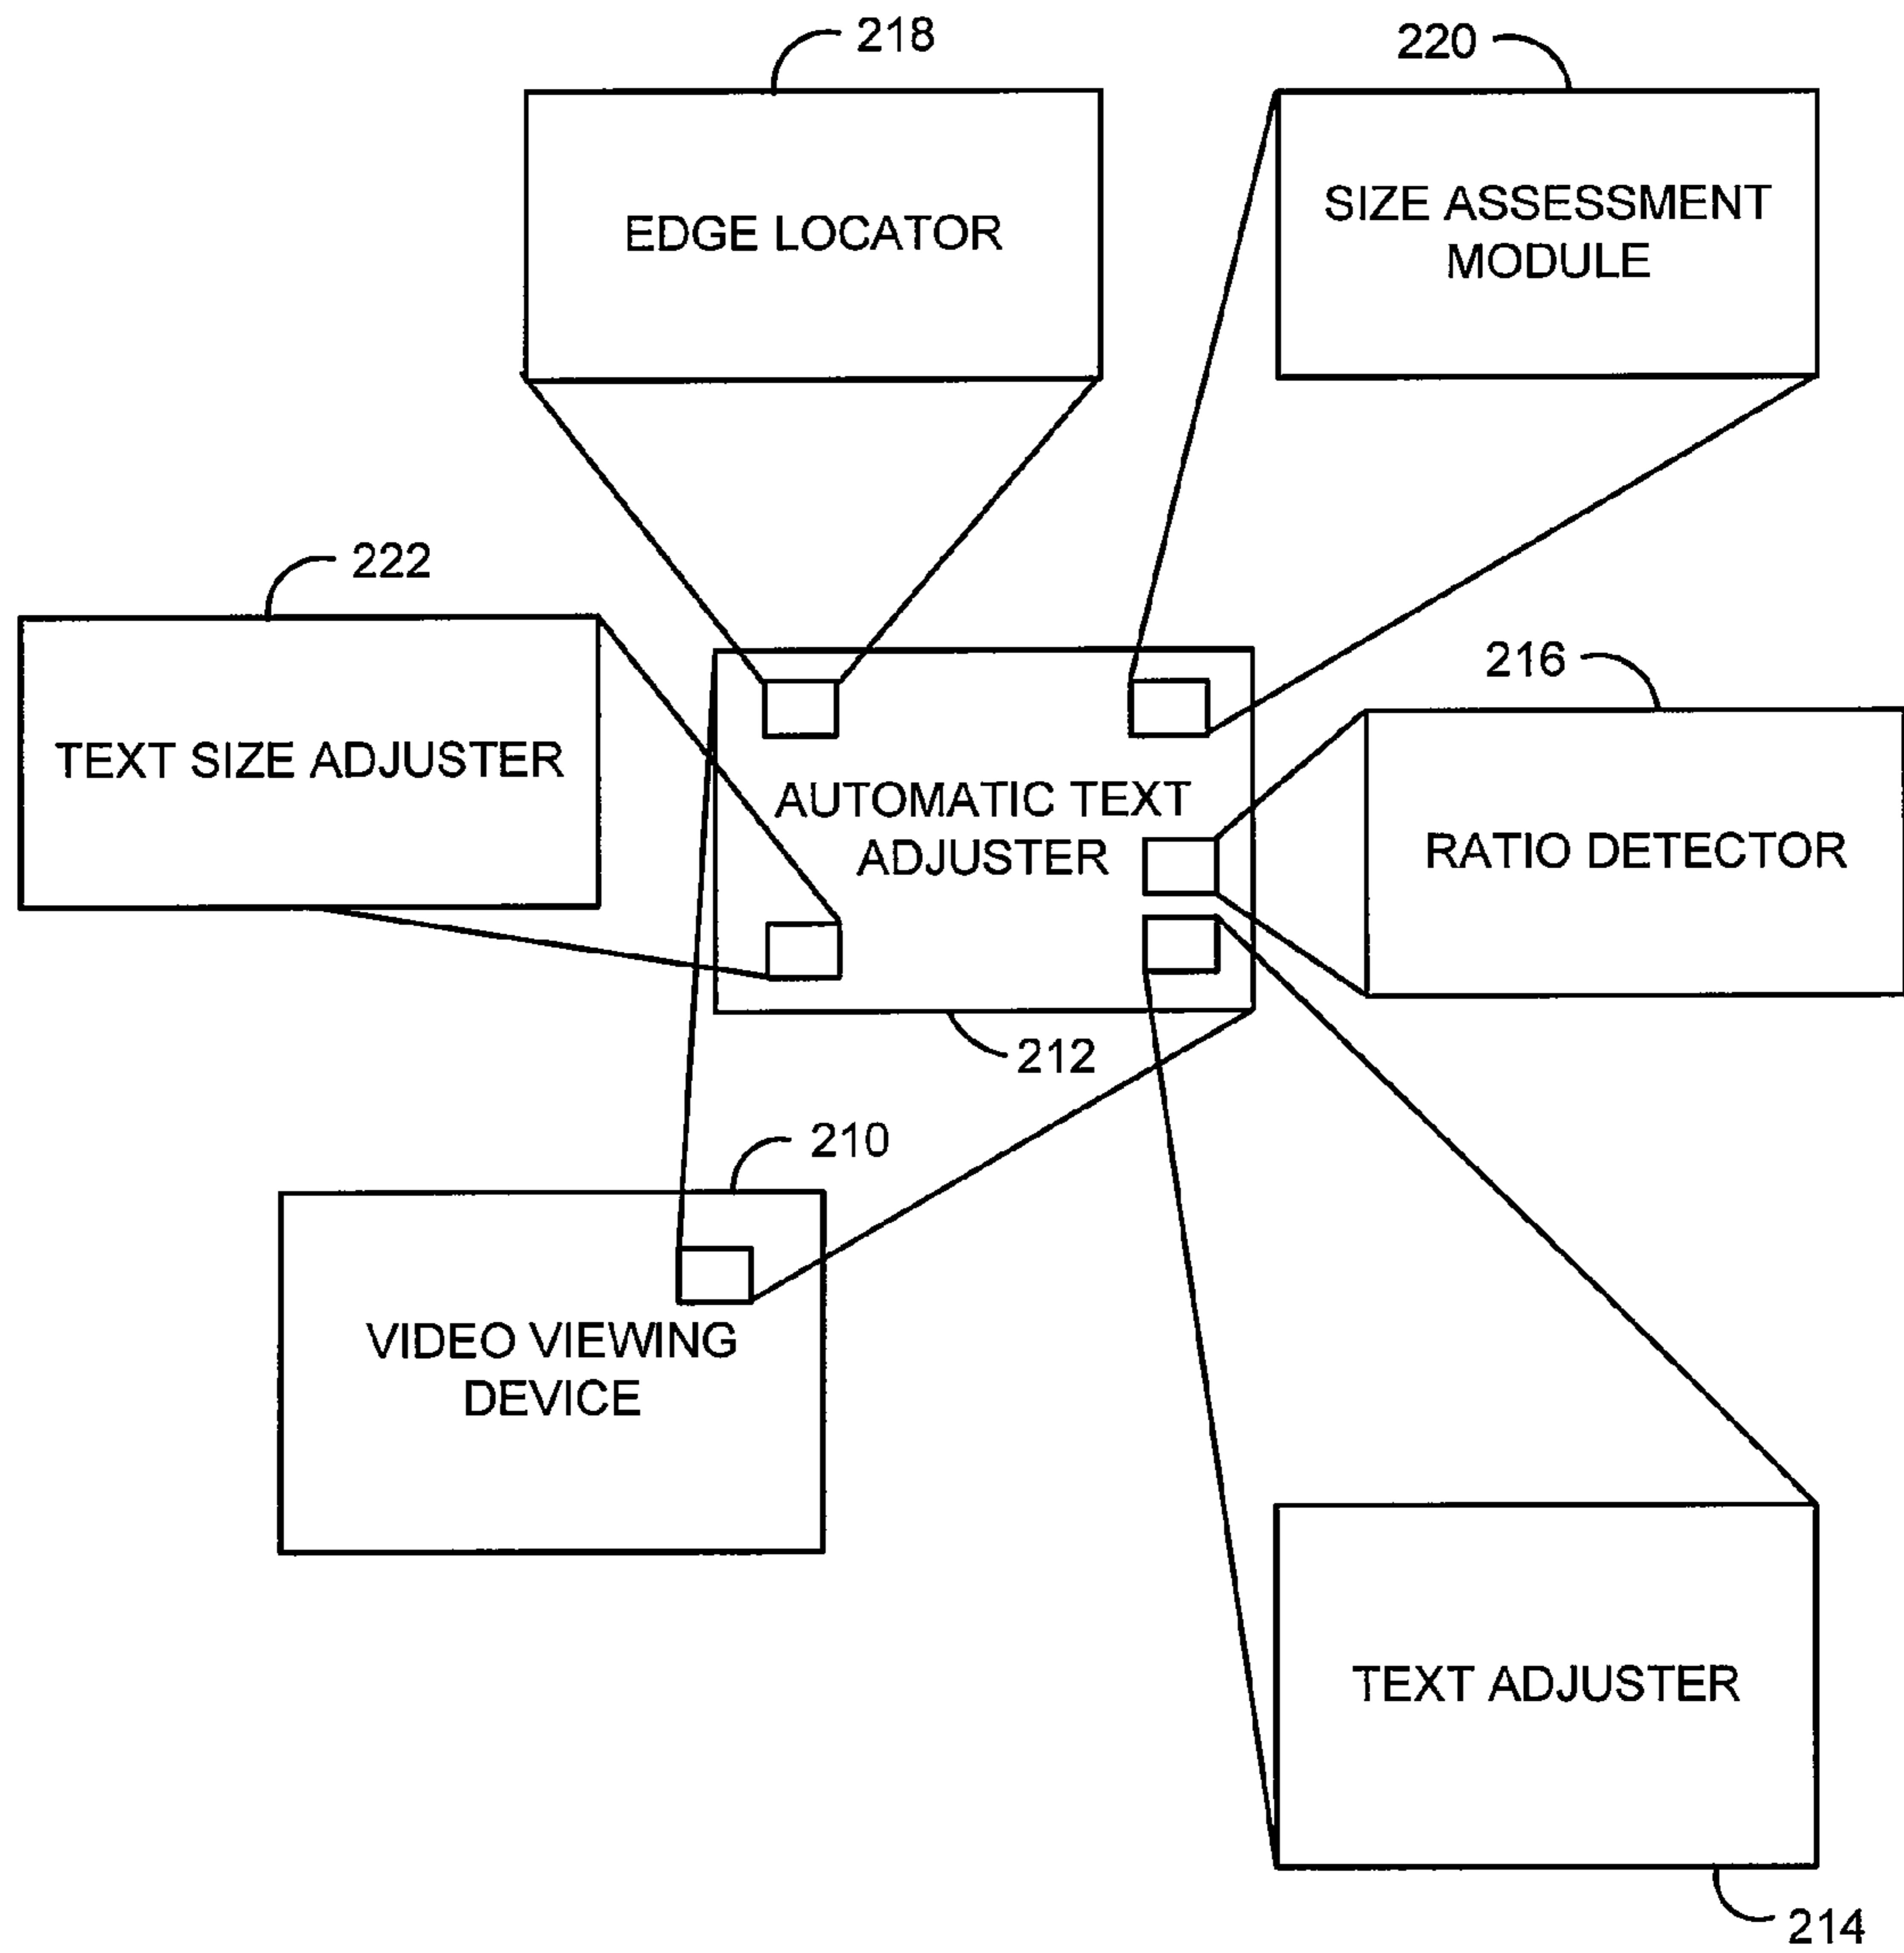 218
220
EDGE LOCATOR
SIZE ASSESSMENT
MODULE
222
216
TEXT SIZE ADJUSTER
AUTOMATIC TEXT
ADJUSTER
RATIO DETECTOR
212
210
VIDEO VIEWING
DEVICE
TEXT ADJUSTER
214